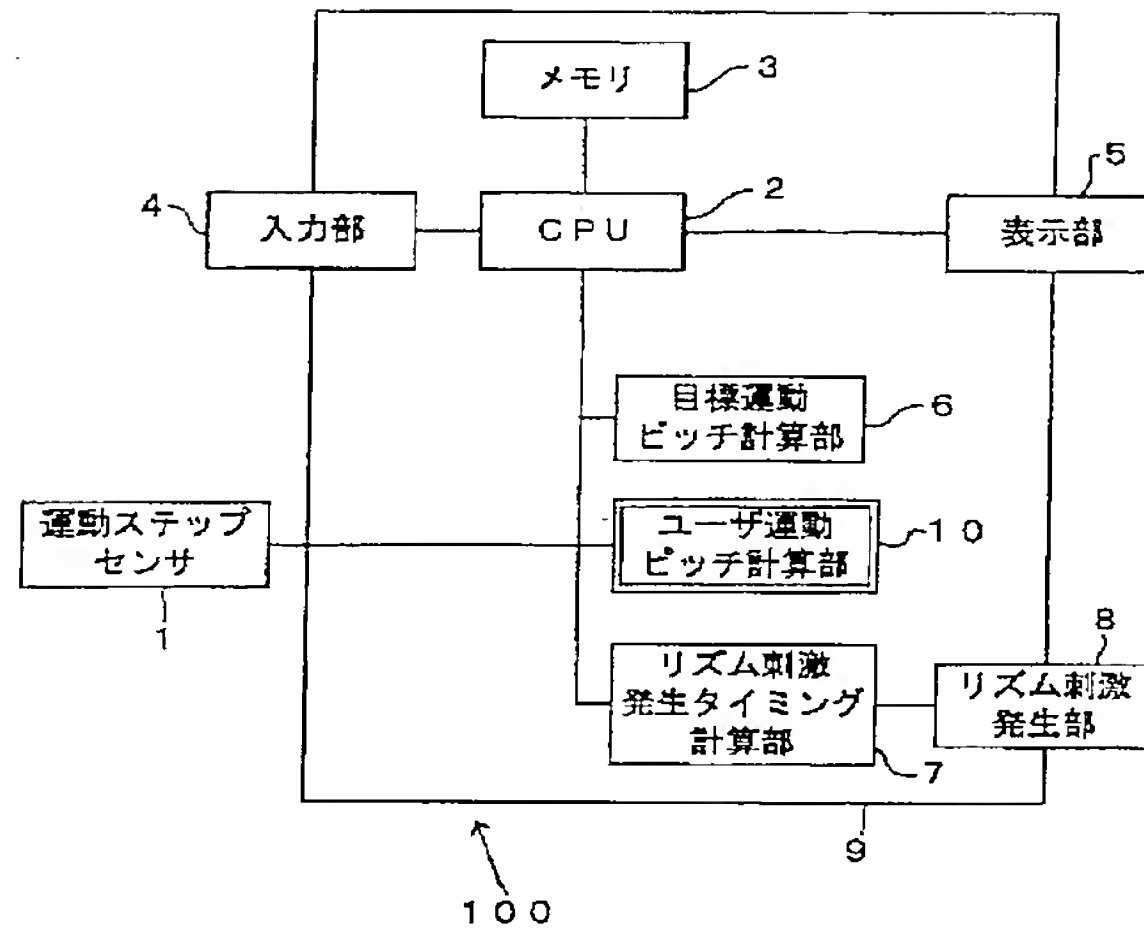 メモリ
3
4
入力部
CPU
2
表示部
5
目標運動
ピッチ計算部
6
運動ステップ
センサ
1
ユーザ運動
ピッチ計算部
10
リズム刺激
発生タイミング
計算部
7
8
リズム刺激
発生部
9
100